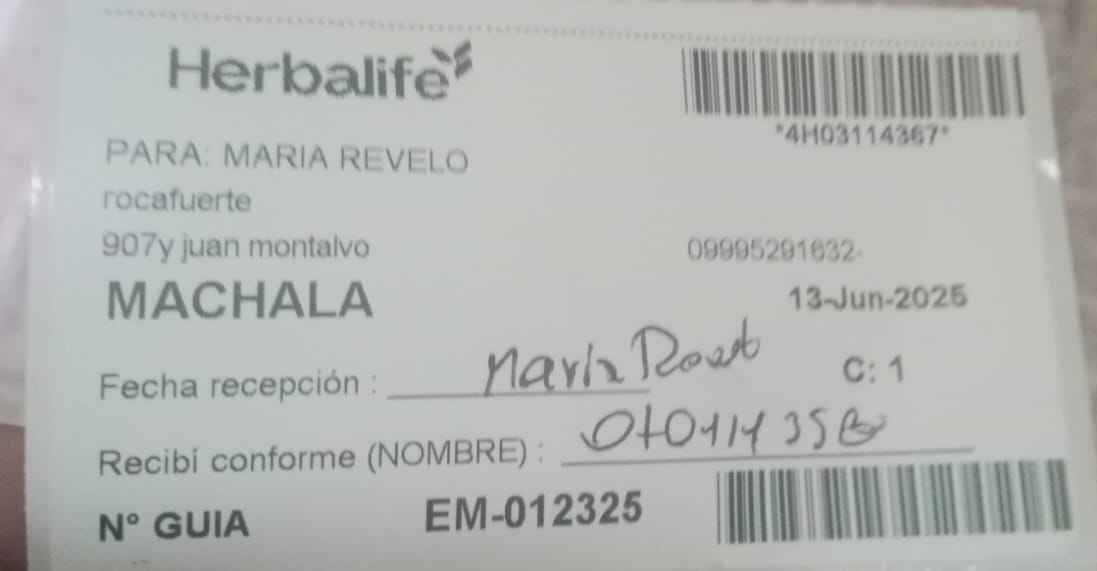 Herbalife
*4H03114367*
PARA: MARIA REVELO
rocafuerte
907y juan montalvo
09995291632-
MACHALA
13-Jun-2025
Fecha recepción : Maria
C: 1
Recibí conforme (NOMBRE) :
N° GUIA EM-012325